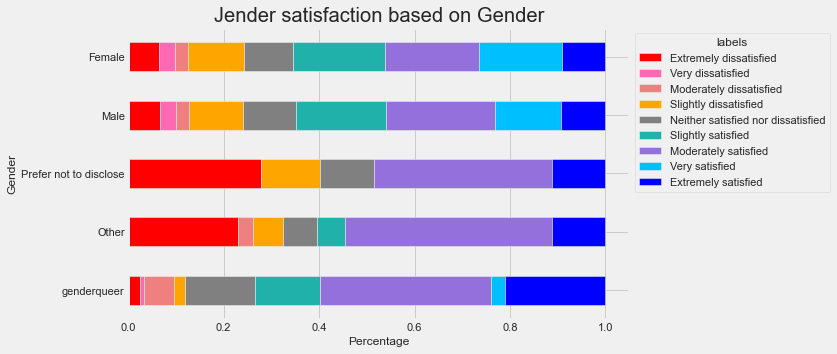 Jender satisfaction based on Gender
labels
Extremely dissatisfied
Very dissatisfied
Moderately dissatisfied
Slightly dissatisfied
Neither satisfied nor dissatisfied
Slightly satisfied
Moderately satisfied
Very satisfied
Extremely satisfied
Gender
Female
Male
Prefer not to disclose
Other
genderqueer
0.0 0.2 0.4 0.6 0.8 1.0
Percentage